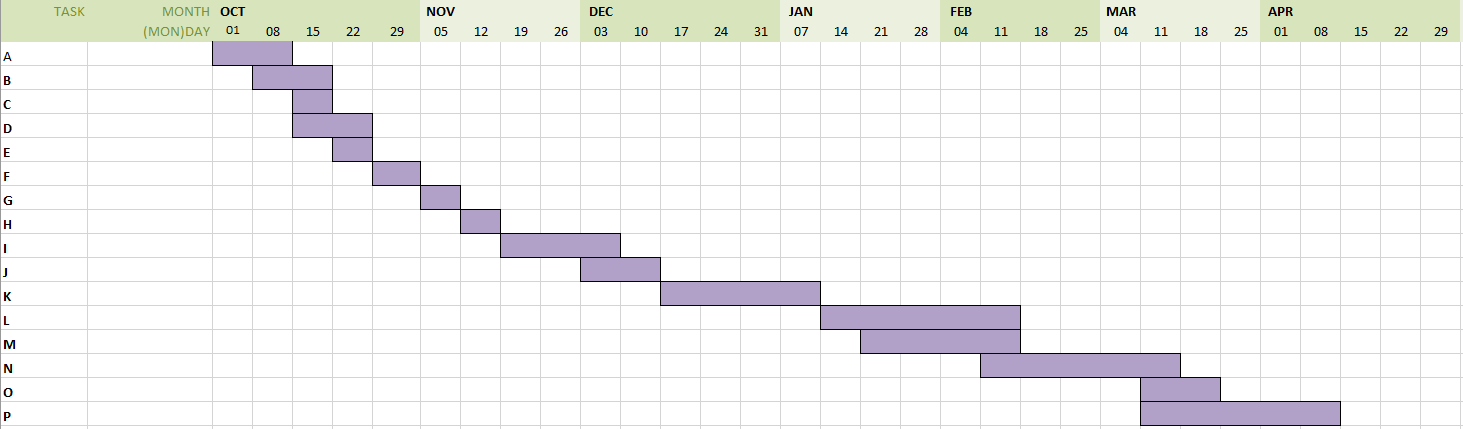 TASK MONTH OCT NOV DEC JAN FEB MAR APR
(MON)DAY 01 08 15 22 29 05 12 19 26 03 10 17 24 31 07 14 21 28 04 11 18 25 04 11 18 25 01 08 15 22 29
A
B
C
D
E
F
G
H
I
J
K
L
M
N
O
P